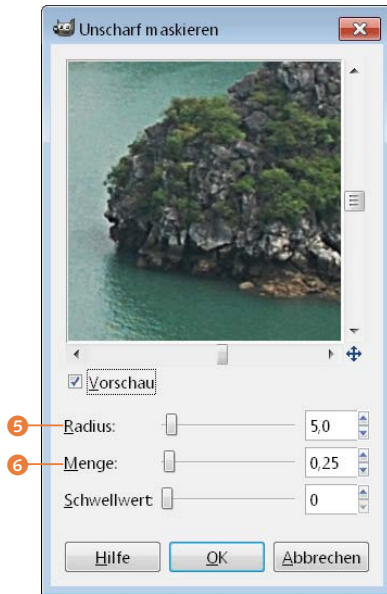 Unscharf maskieren
Vorschau
5 Radius: 5,0
6 Menge: 0,25
Schwellwert: 0
Hilfe OK Abbrechen